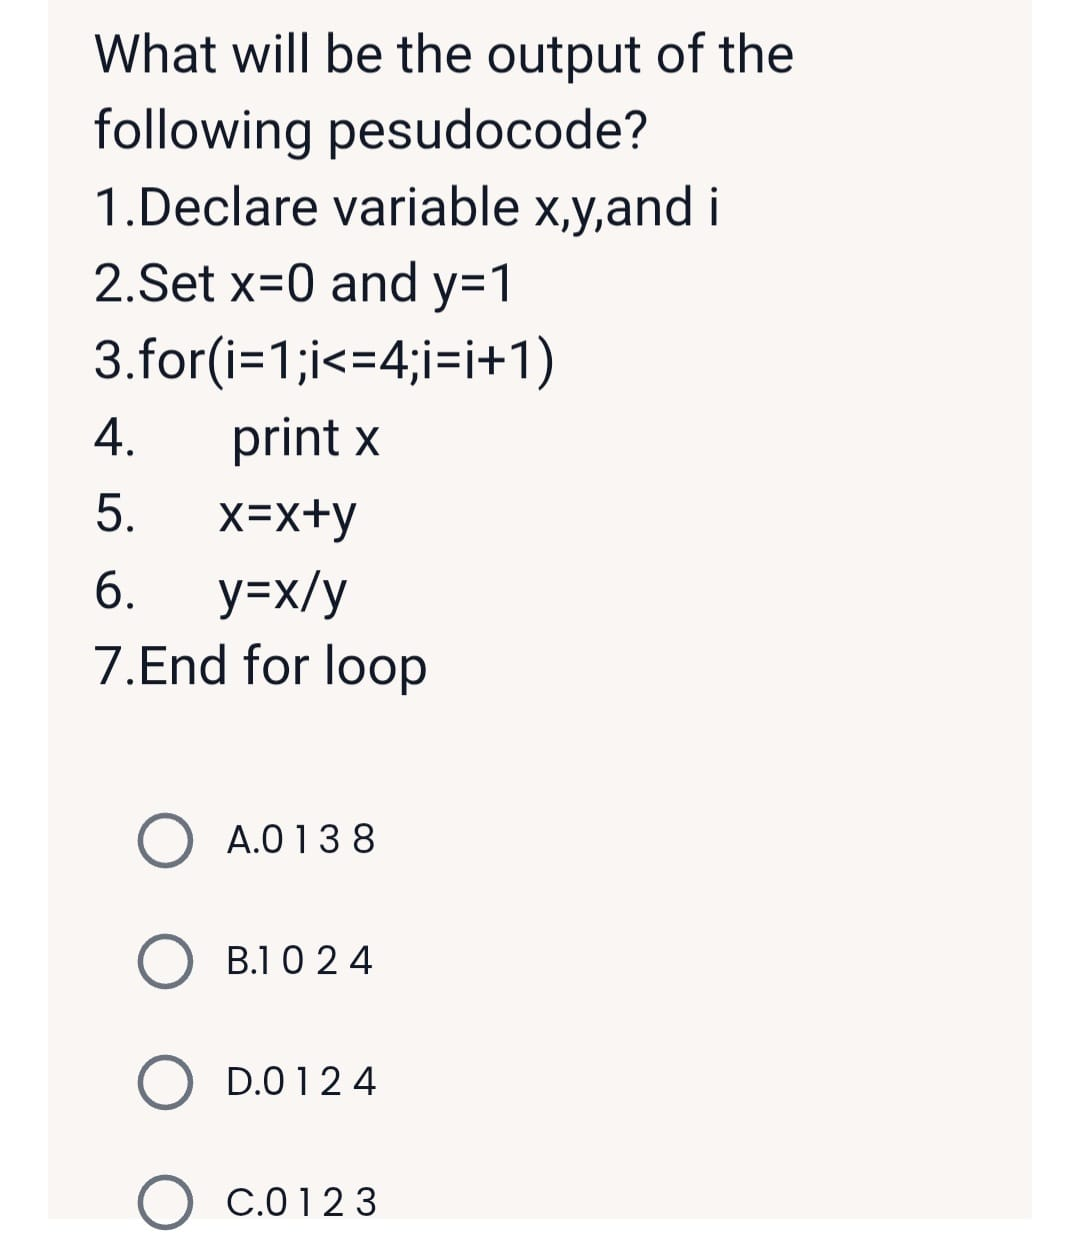 What will be the output of the
following pesudocode?
1.Declare variable x,y,and i
2.Set x=0 and y=1
3.for(i=1;i<=4;i=i+1)
4. print x
5. x=x+y
6. y=x/y
7.End for loop
A.0 1 3 8
B.1 0 2 4
D.0 1 2 4
C.0 1 2 3